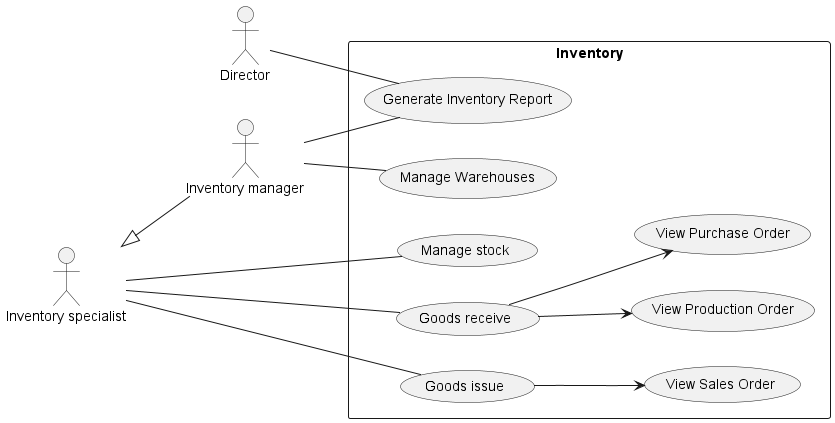 Director
Inventory
Generate Inventory Report
Inventory manager
Manage Warehouses
View Purchase Order
Manage stock
Inventory specialist
Goods receive
View Production Order
Goods issue
View Sales Order